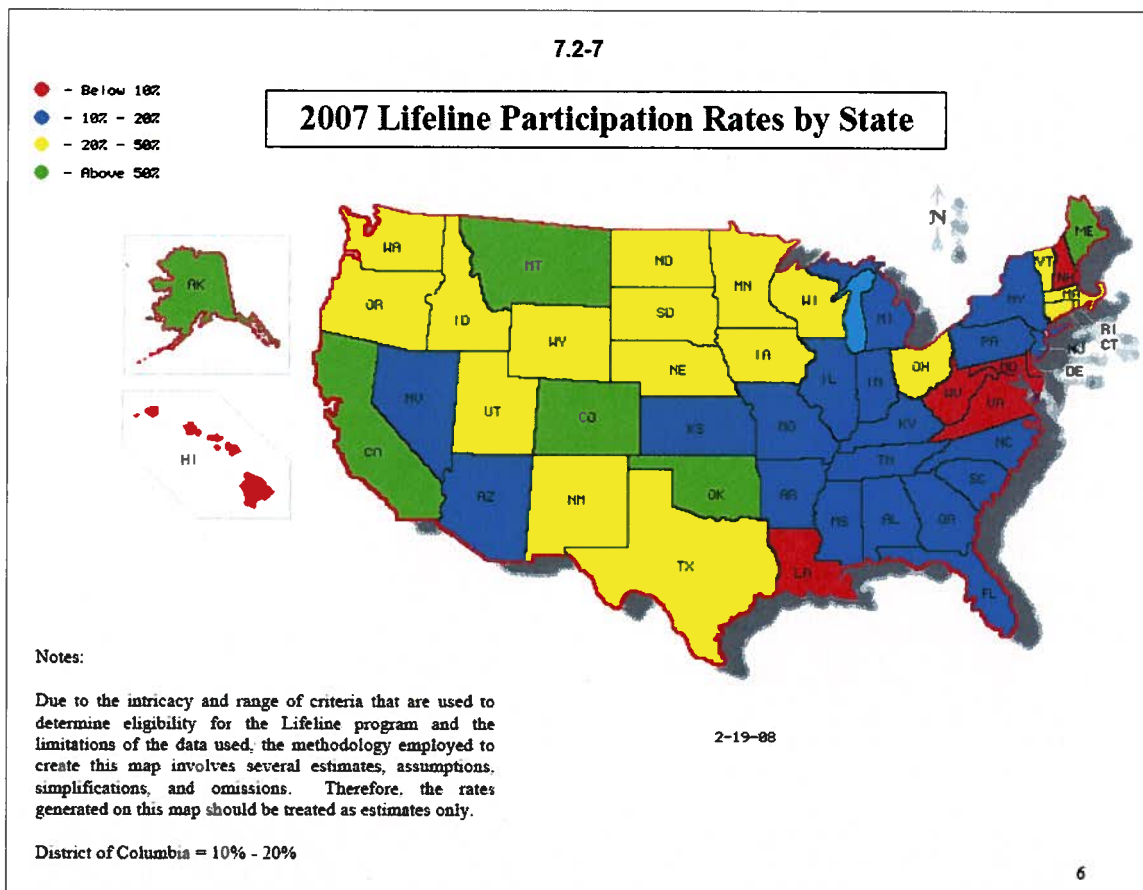 7.2-7
- Below 10%
- 10% - 20%
- 20% - 50%
- Above 50%
2007 Lifeline Participation Rates by State
N
AK
HI
WA
OR
ID
MT
WY
NV
UT
CO
CA
AZ
NM
ND
SD
NE
KS
OK
TX
MN
IA
MO
AR
LA
WI
IL
IN
MI
OH
KY
TN
MS
AL
GA
FL
SC
NC
VA
WV
MD
PA
NY
VT
NH
ME
MA
RI
CT
NJ
DE
Notes:
Due to the intricacy and range of criteria that are used to
determine eligibility for the Lifeline program and the
limitations of the data used, the methodology employed to
create this map involves several estimates, assumptions,
simplifications, and omissions. Therefore, the rates
generated on this map should be treated as estimates only.
District of Columbia = 10% - 20%
2-19-08
6